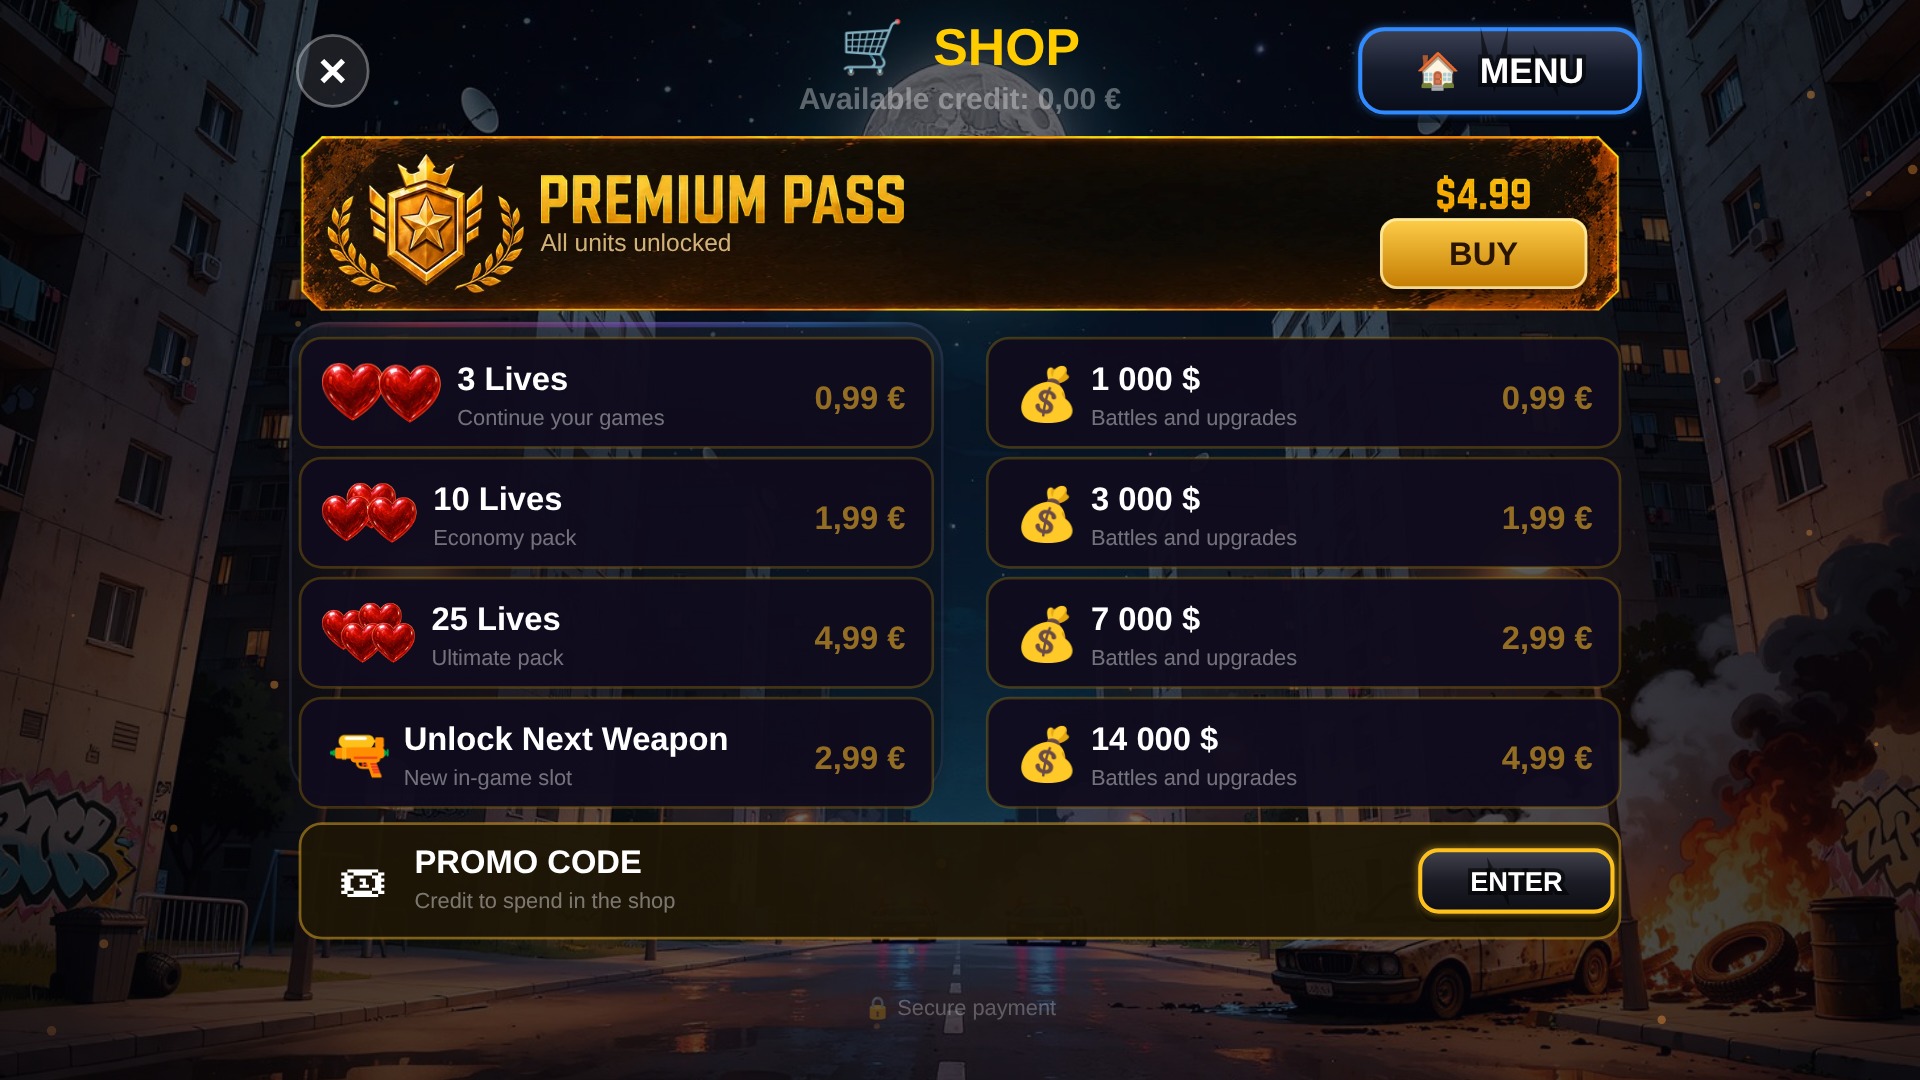 SHOP
Available credit: 0,00 €
MENU
PREMIUM PASS
All units unlocked
$4.99
BUY
3 Lives
Continue your games
0,99 €
1 000 $
Battles and upgrades
0,99 €
10 Lives
Economy pack
1,99 €
3 000 $
Battles and upgrades
1,99 €
25 Lives
Ultimate pack
4,99 €
7 000 $
Battles and upgrades
2,99 €
Unlock Next Weapon
New in-game slot
2,99 €
14 000 $
Battles and upgrades
4,99 €
PROMO CODE
Credit to spend in the shop
ENTER
Secure payment